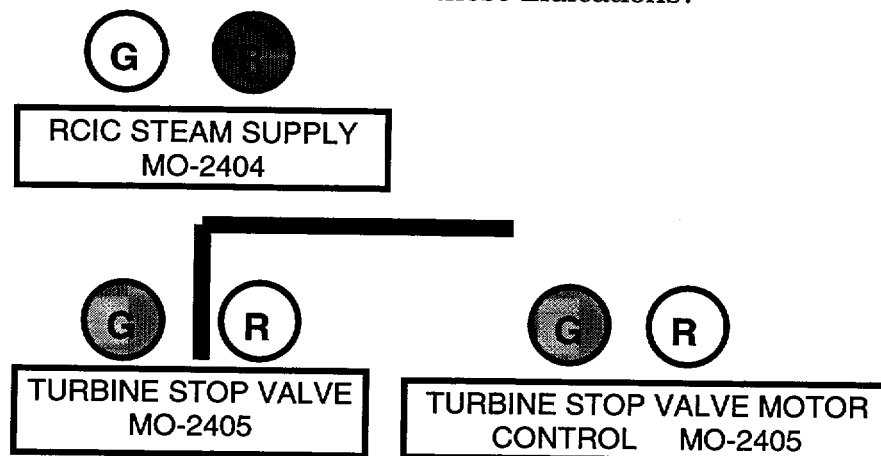 G R
RCIC STEAM SUPPLY
MO-2404
G R G R
TURBINE STOP VALVE
MO-2405
TURBINE STOP VALVE MOTOR
CONTROL MO-2405